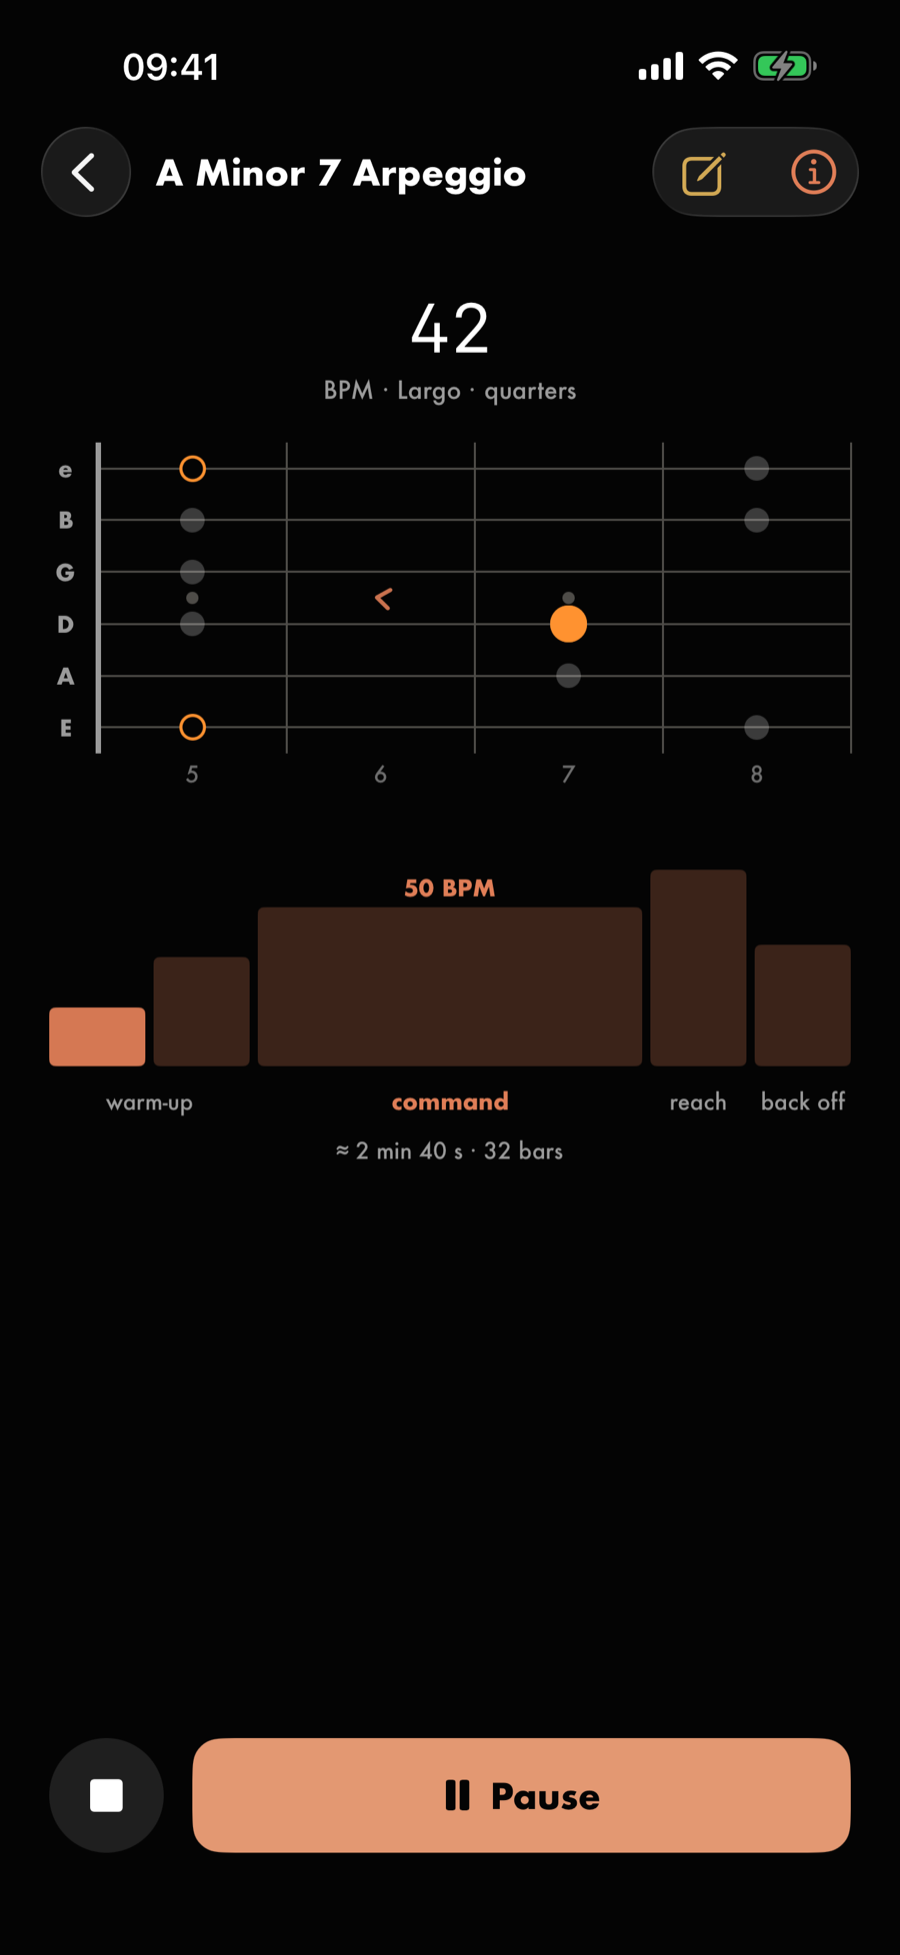 09:41
A Minor 7 Arpeggio
42
BPM · Largo · quarters
e
B
G
D
A
E
5 6 7 8
50 BPM
warm-up command reach back off
≈ 2 min 40 s · 32 bars
Pause